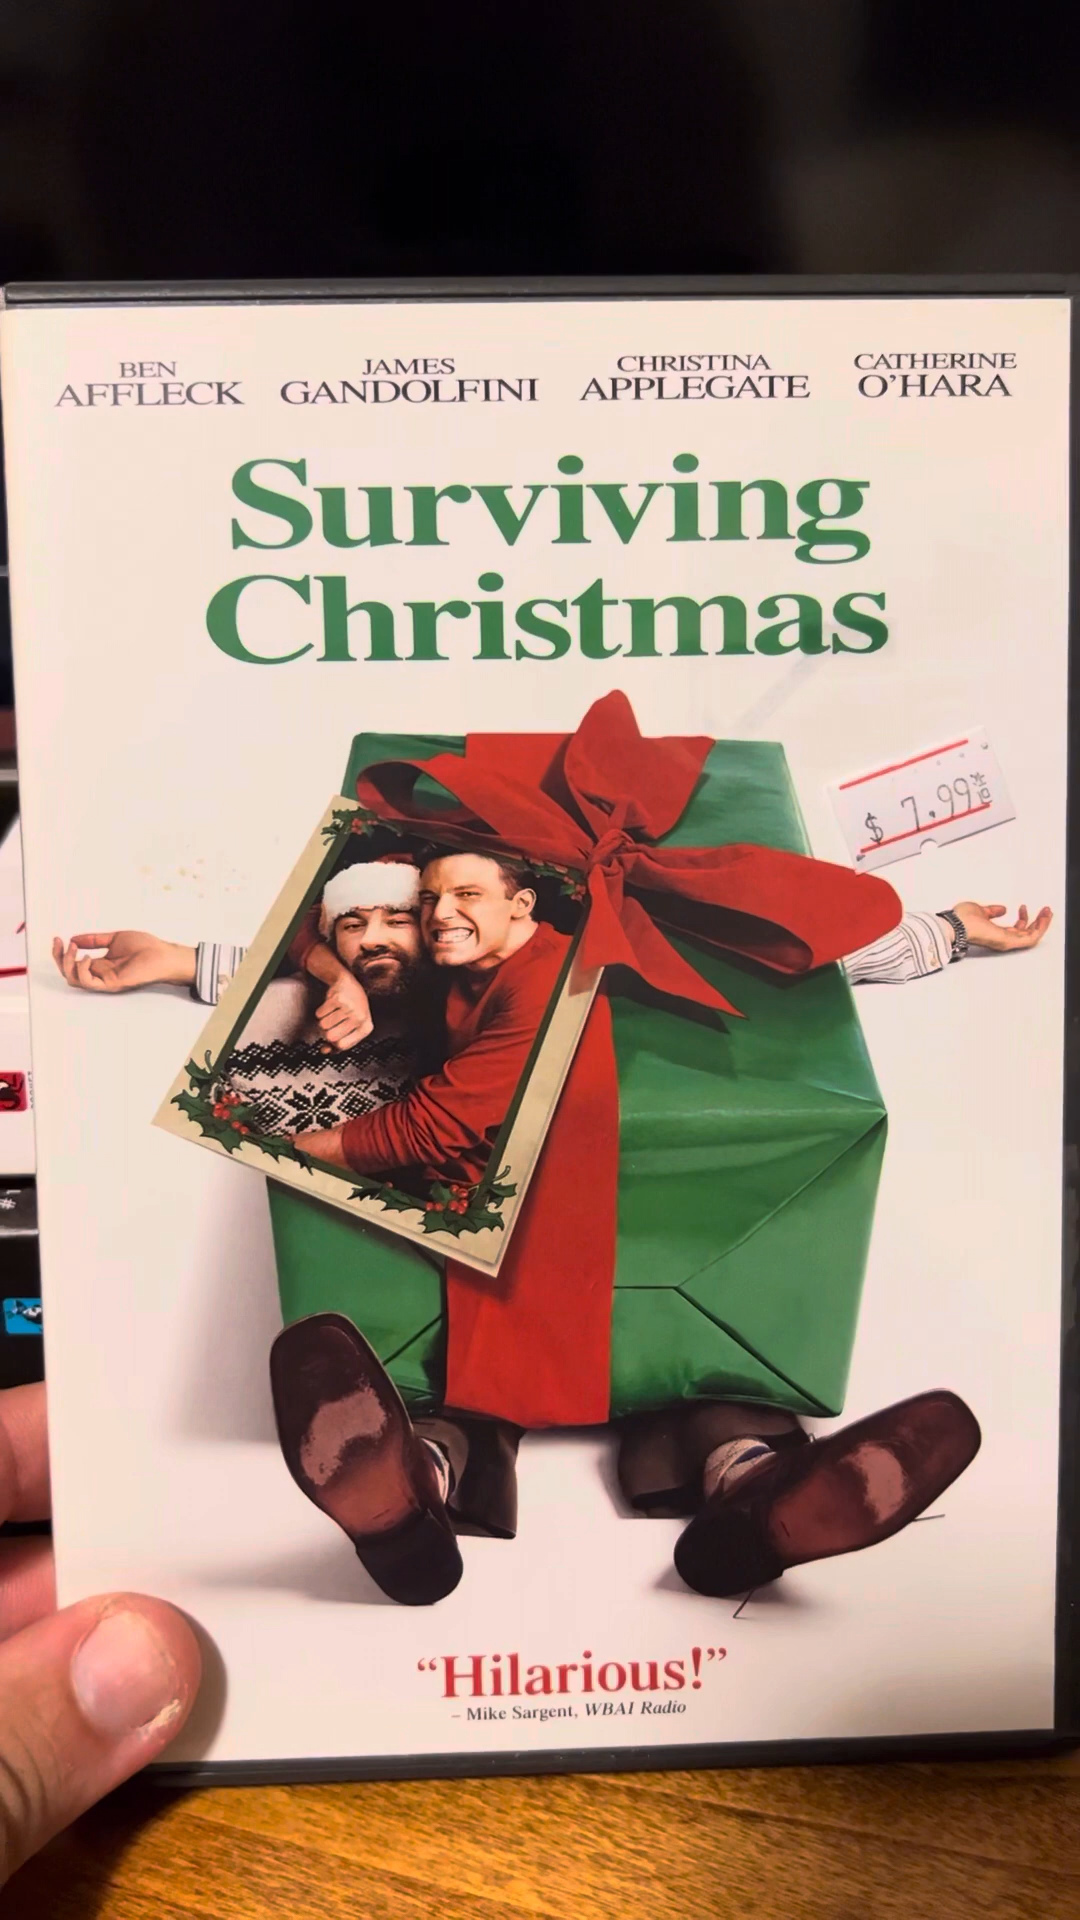 BEN AFFLECK
JAMES GANDOLFINI
CHRISTINA APPLEGATE
CATHERINE O'HARA
Surviving
Christmas
$ 7.99
“Hilarious!”
– Mike Sargent, WBAI Radio